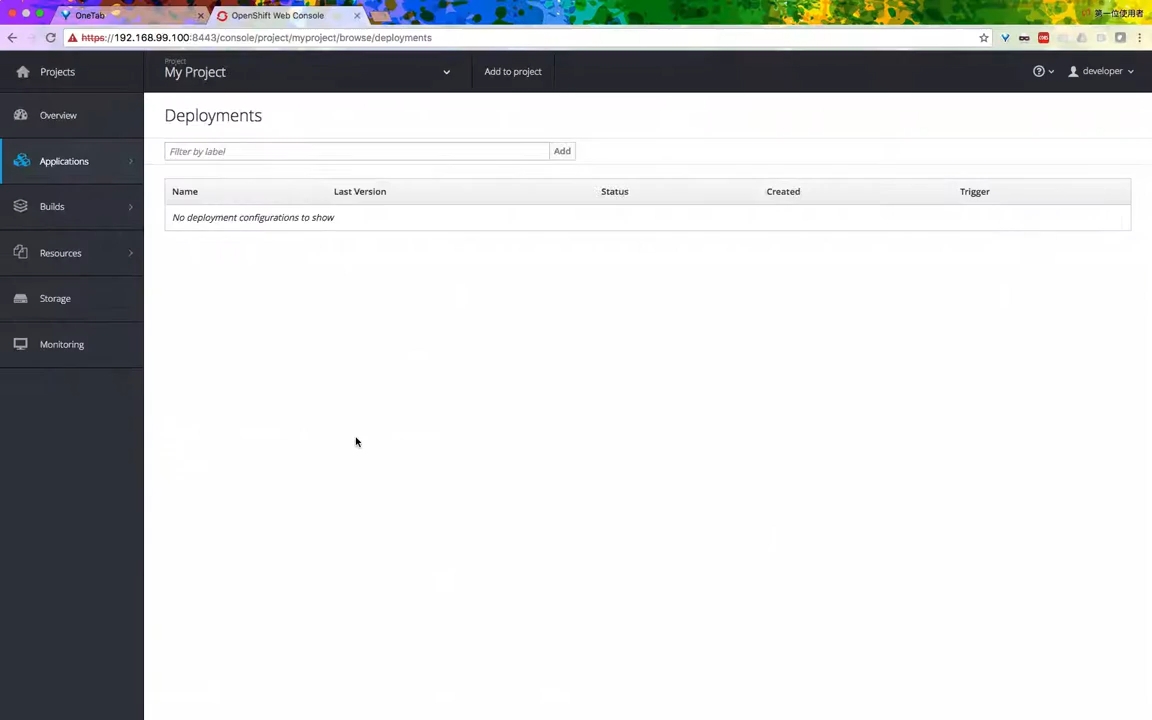 第一位使用者
OneTab
OpenShift Web Console
https://192.168.99.100:8443/console/project/myproject/browse/deployments
Projects
Project
My Project
Add to project
developer
Overview
Applications
Builds
Resources
Storage
Monitoring
Deployments
Filter by label
Add
Name Last Version Status Created Trigger
No deployment configurations to show